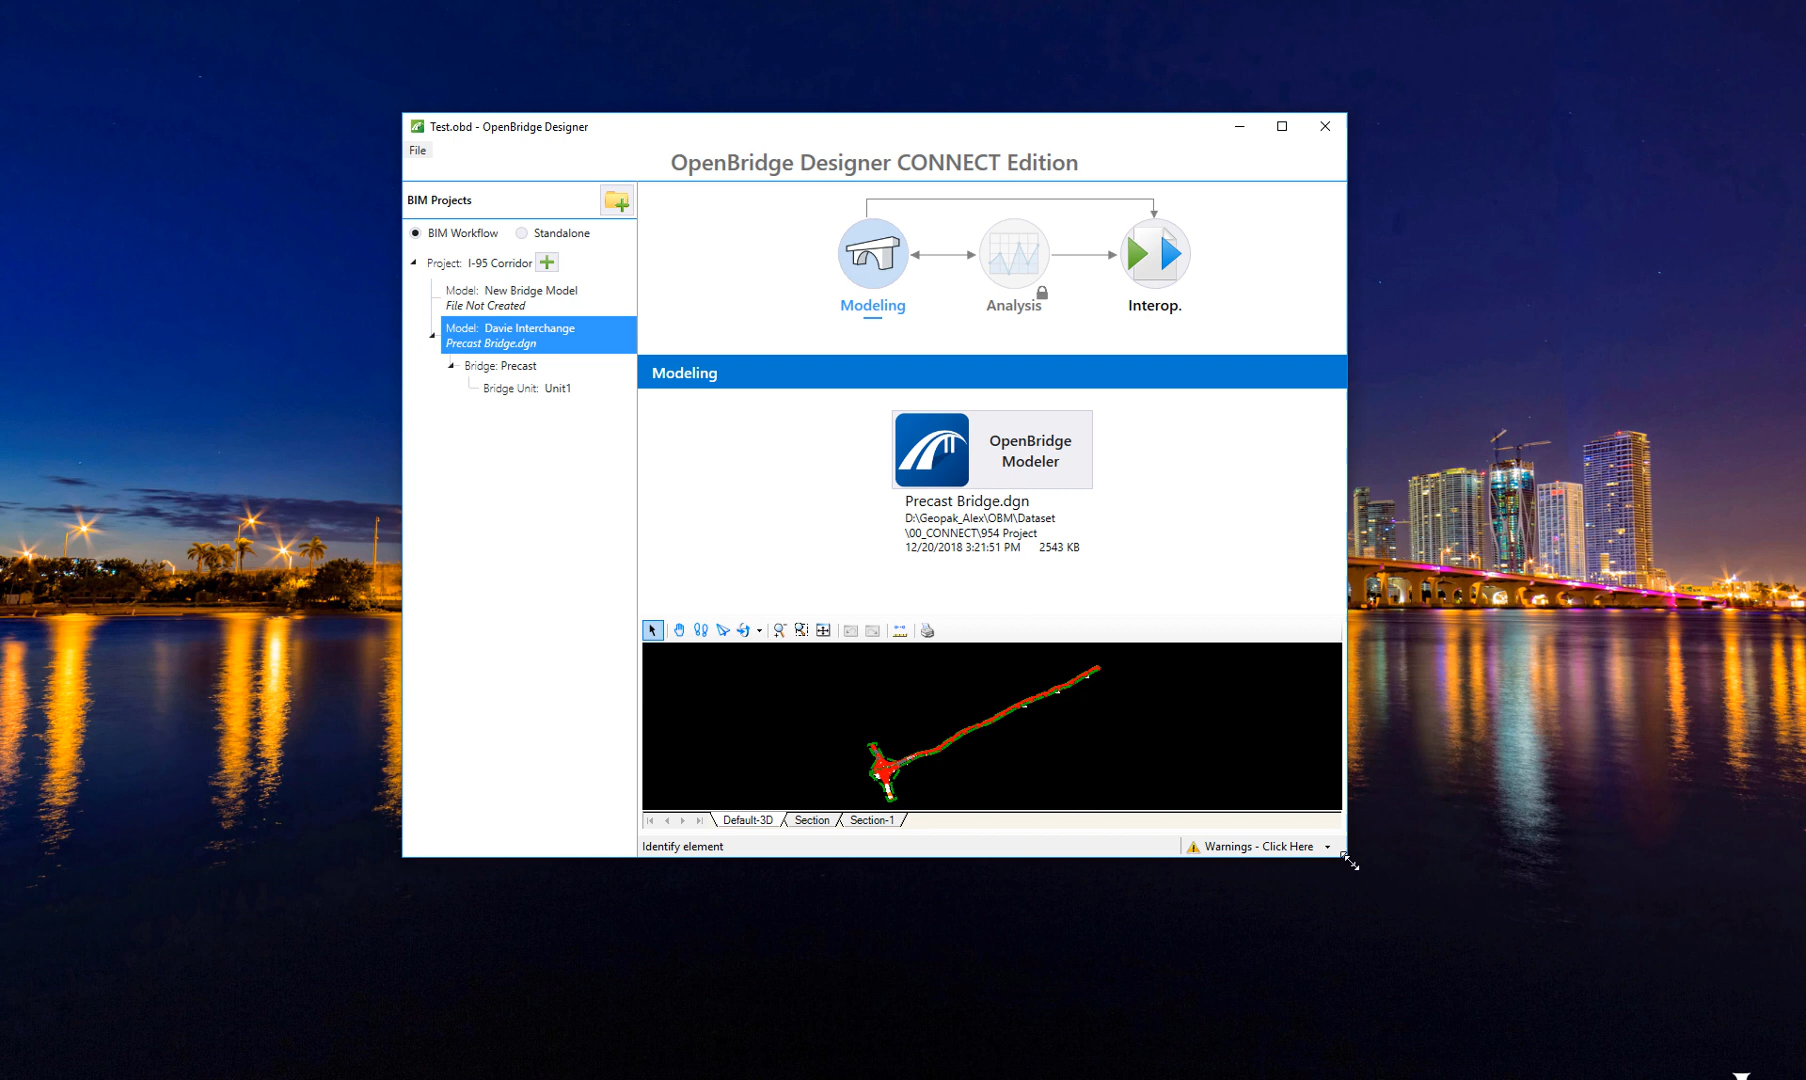 Test.obd - OpenBridge Designer
File
OpenBridge Designer CONNECT Edition
BIM Projects
BIM Workflow Standalone
Project: I-95 Corridor
Model: New Bridge Model
File Not Created
Model: Davie Interchange
Precast Bridge.dgn
Bridge: Precast
Bridge Unit: Unit1
Modeling Analysis Interop.
Modeling
OpenBridge
Modeler
Precast Bridge.dgn
D:\Geopak_Alex\OBM\Dataset
\00_CONNECT\954 Project
12/20/2018 3:21:51 PM 2543 KB
Default-3D Section Section-1
Identify element Warnings - Click Here